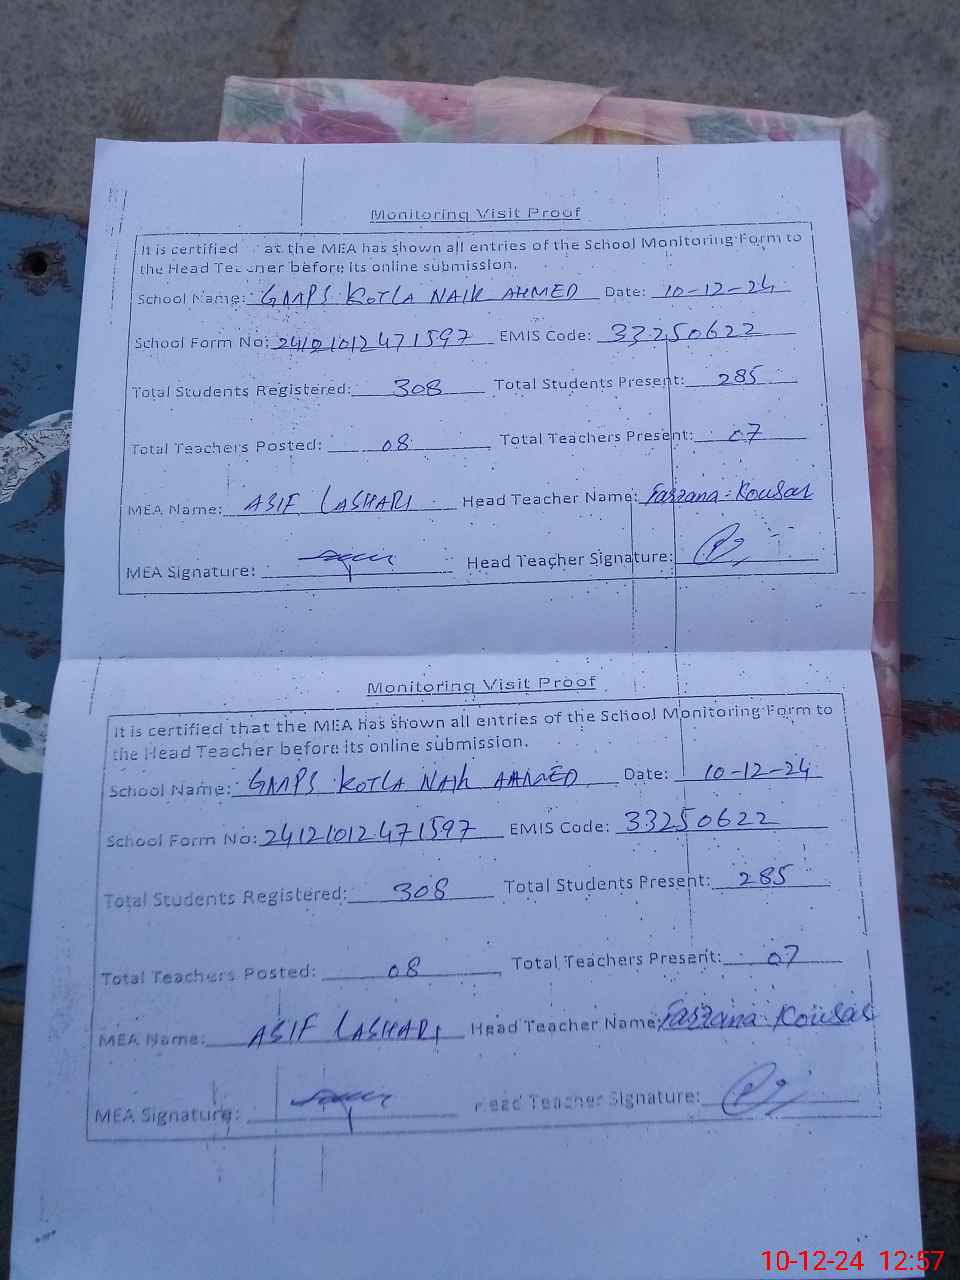 Monitoring Visit Proof
It is certified at the MEA has shown all entries of the School Monitoring Form to
the Head Teacher before its online submission.
School Name: GMPS KOTLA NAIK AHMED Date: 10-12-24
School Form No: 2412101247 1597 EMIS Code: 33250622
Total Students Registered: 308 Total Students Present: 285
Total Teachers Posted: 08 Total Teachers Present: 07
MEA Name: ASIF LASHARI Head Teacher Name: Farzana Kousar
MEA Signature: Head Teacher Signature:
Monitoring Visit Proof
It is certified that the MEA has shown all entries of the School Monitoring Form to
the Head Teacher before its online submission.
School Name: GMPS KOTLA NAIK AHMED Date: 10-12-24
School Form No: 2412101247 1597 EMIS Code: 33250622
Total Students Registered: 308 Total Students Present: 285
Total Teachers Posted: 08 Total Teachers Present: 07
MEA Name: ASIF LASHARI Head Teacher Name: Farzana Kousar
MEA Signature: Head Teacher Signature:
10-12-24 12:57